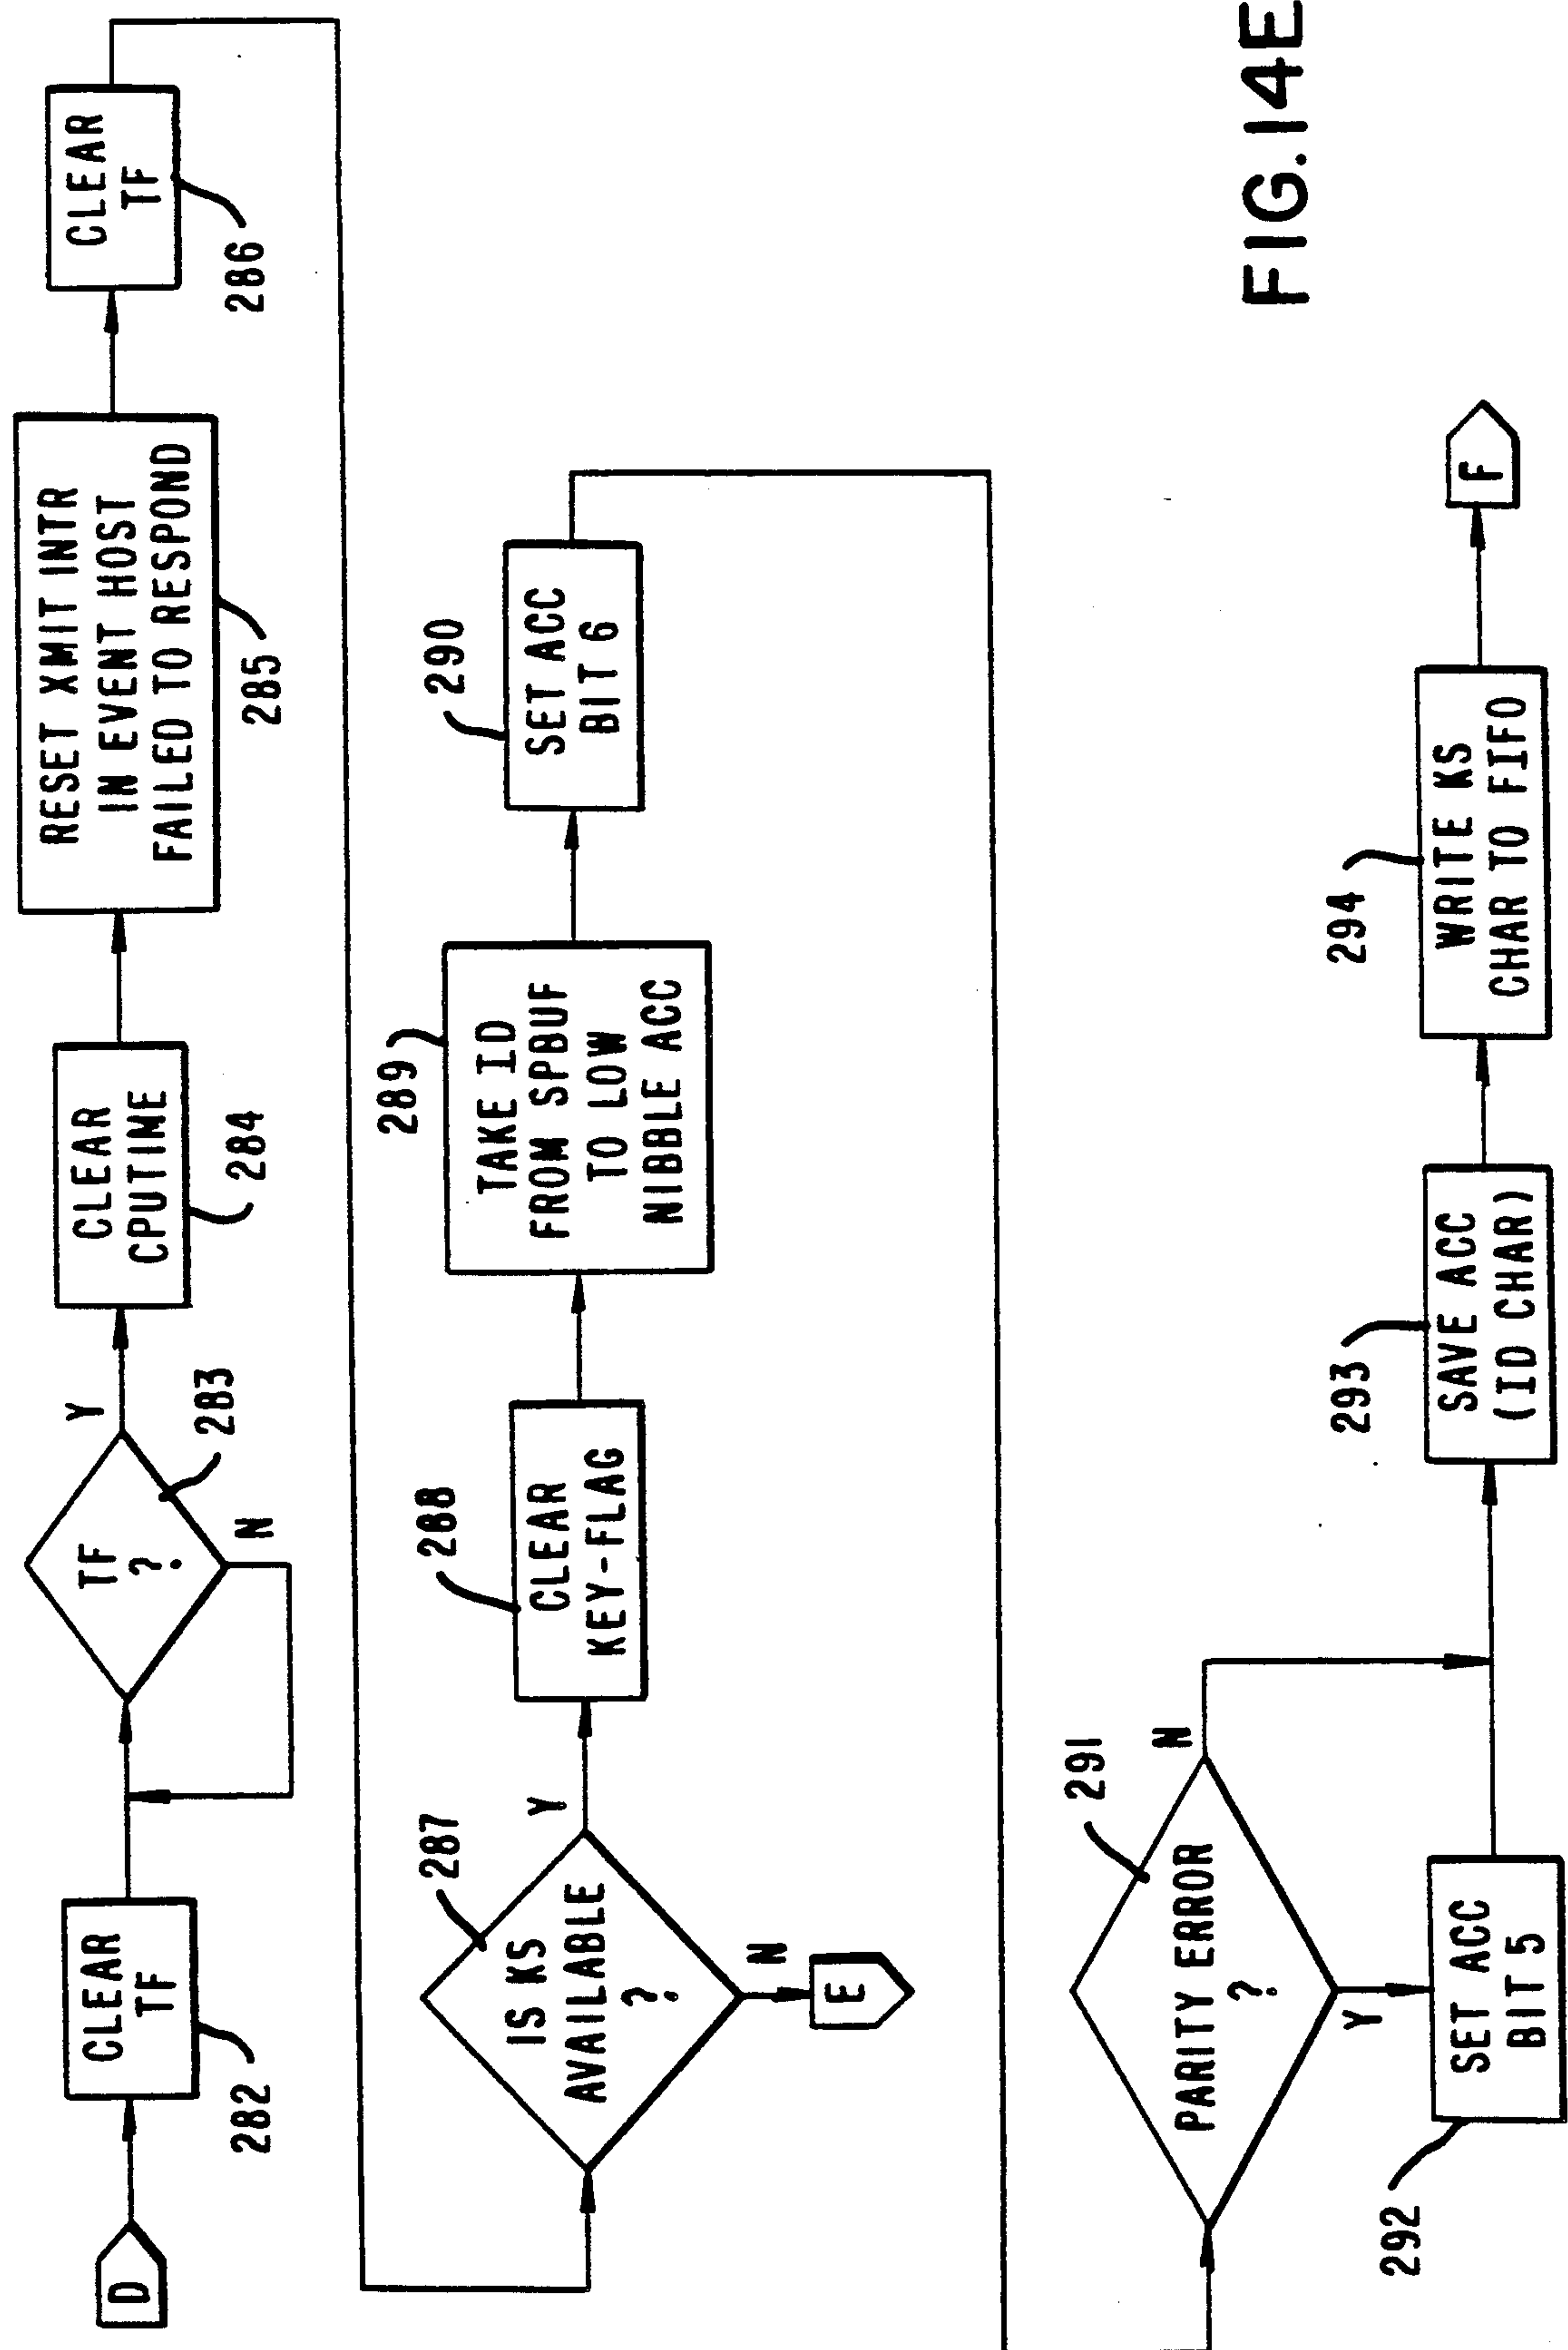 D
CLEAR
TF
282
TF
?
Y
N
283
CLEAR
CPUTIME
284
RESET XMIT INTR
IN EVENT HOST
FAILED TO RESPOND
285
CLEAR
TF
286
IS KS
AVAILABLE
?
287
Y
N
E
CLEAR
KEY-FLAG
288
TAKE ID
FROM SPBUF
TO LOW
NIBBLE ACC
289
SET ACC
BIT 6
290
PARITY ERROR
?
291
N
Y
SET ACC
BIT 5
292
SAVE ACC
(ID CHAR)
293
WRITE KS
CHAR TO FIFO
294
F
FIG.14E